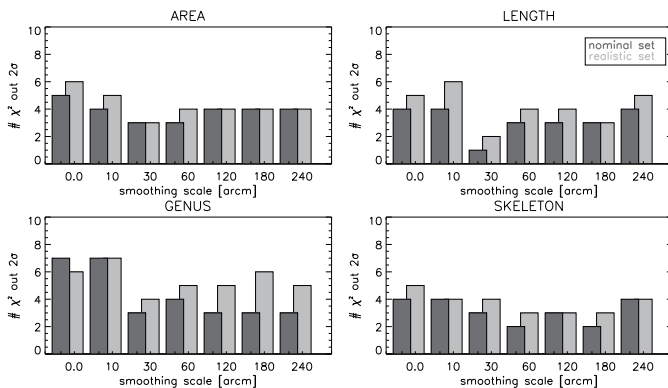 AREA
10
8
6
4
2
0
# χ² out 2σ
0.0 10 30 60 120 180 240
smoothing scale [arcm]
LENGTH
nominal set
realistic set
10
8
6
4
2
0
# χ² out 2σ
0.0 10 30 60 120 180 240
smoothing scale [arcm]
GENUS
10
8
6
4
2
0
# χ² out 2σ
0.0 10 30 60 120 180 240
smoothing scale [arcm]
SKELETON
10
8
6
4
2
0
# χ² out 2σ
0.0 10 30 60 120 180 240
smoothing scale [arcm]